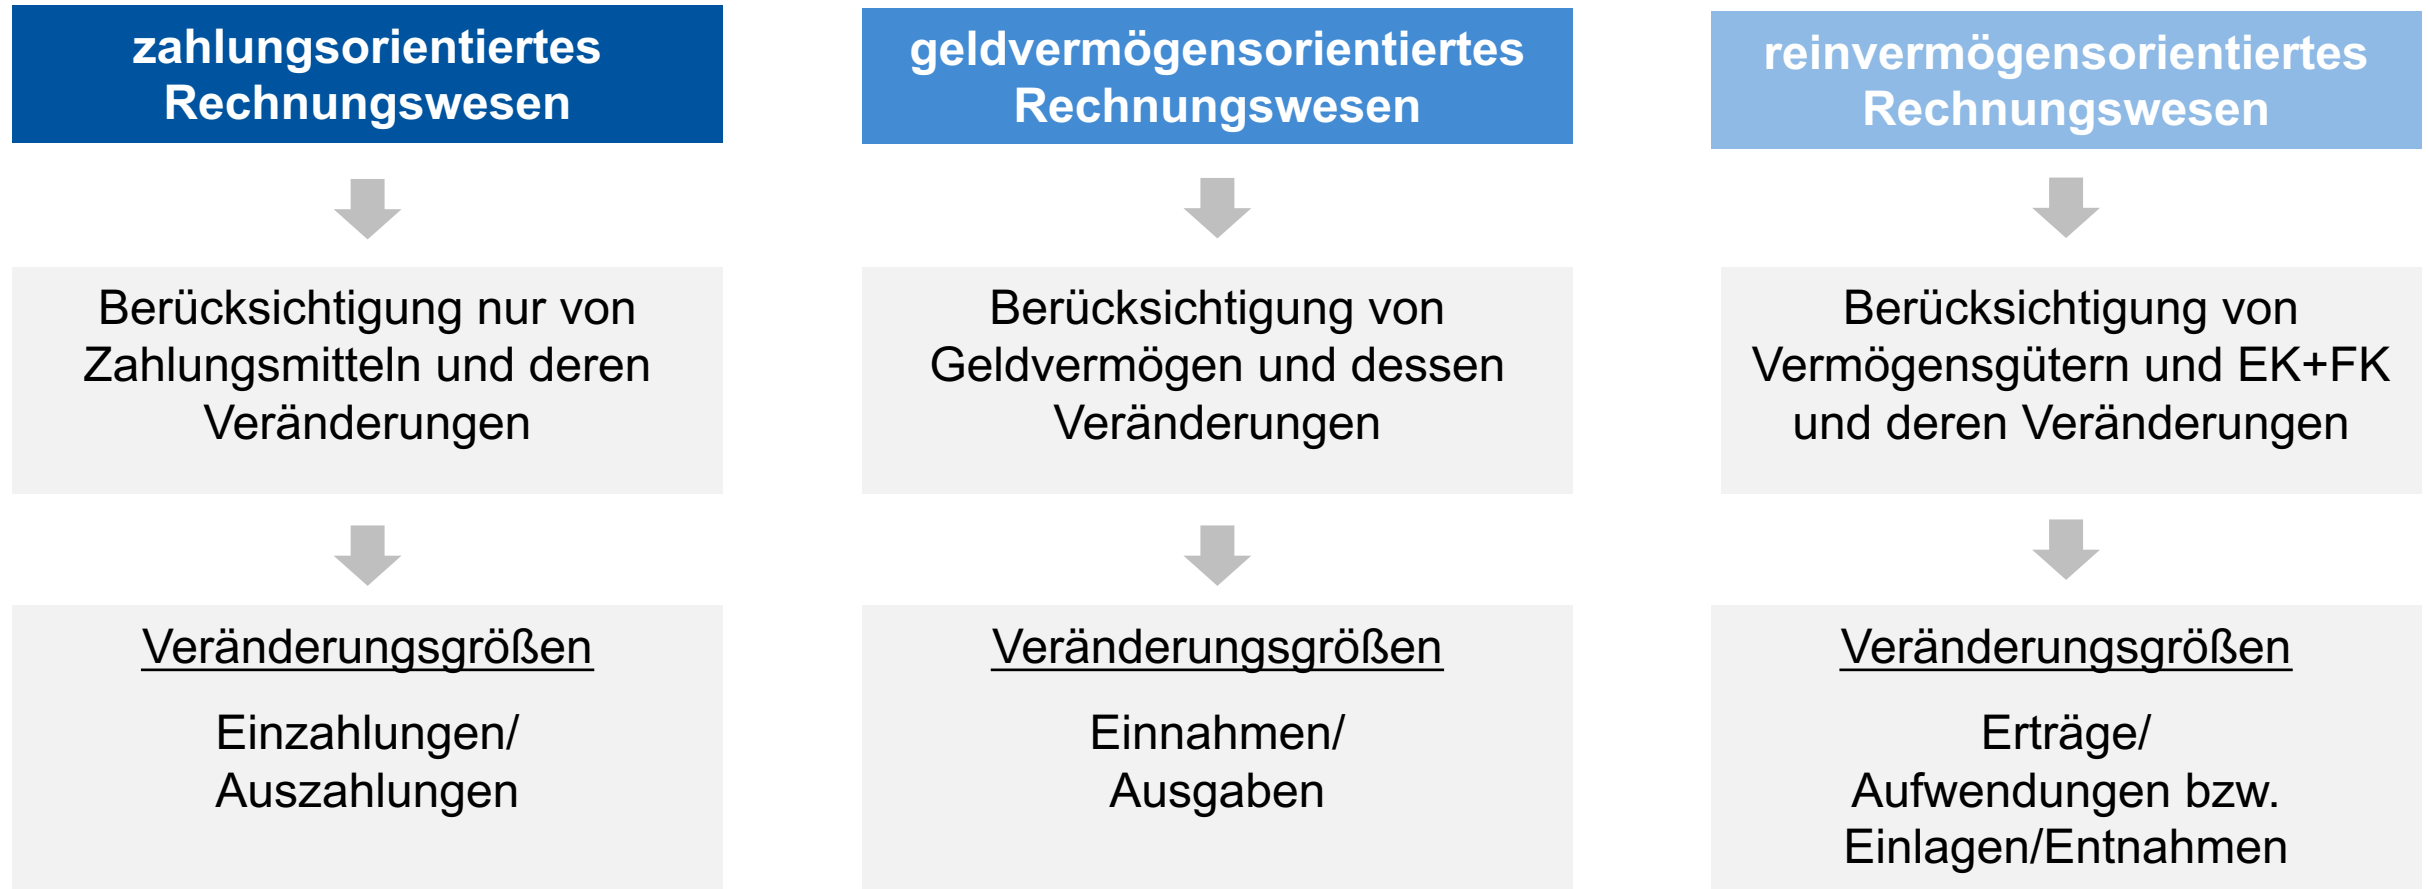 zahlungsorientiertes
Rechnungswesen
Berücksichtigung nur von
Zahlungsmitteln und deren
Veränderungen
Veränderungsgrößen
Einzahlungen/
Auszahlungen
geldvermögensorientiertes
Rechnungswesen
Berücksichtigung von
Geldvermögen und dessen
Veränderungen
Veränderungsgrößen
Einnahmen/
Ausgaben
reinvermögensorientiertes
Rechnungswesen
Berücksichtigung von
Vermögensgütern und EK+FK
und deren Veränderungen
Veränderungsgrößen
Erträge/
Aufwendungen bzw.
Einlagen/Entnahmen